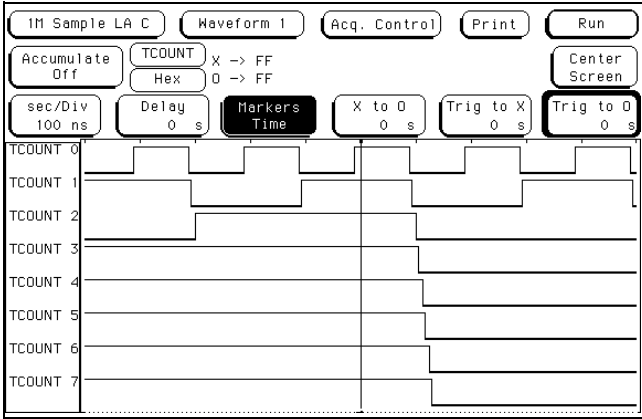 1M Sample LA C Waveform 1 Acq. Control Print Run
Accumulate Off TCOUNT X -> FF Center Screen
Hex O -> FF
sec/Div 100 ns Delay 0 s Markers Time X to O 0 s Trig to X 0 s Trig to O 0 s
TCOUNT 0
TCOUNT 1
TCOUNT 2
TCOUNT 3
TCOUNT 4
TCOUNT 5
TCOUNT 6
TCOUNT 7